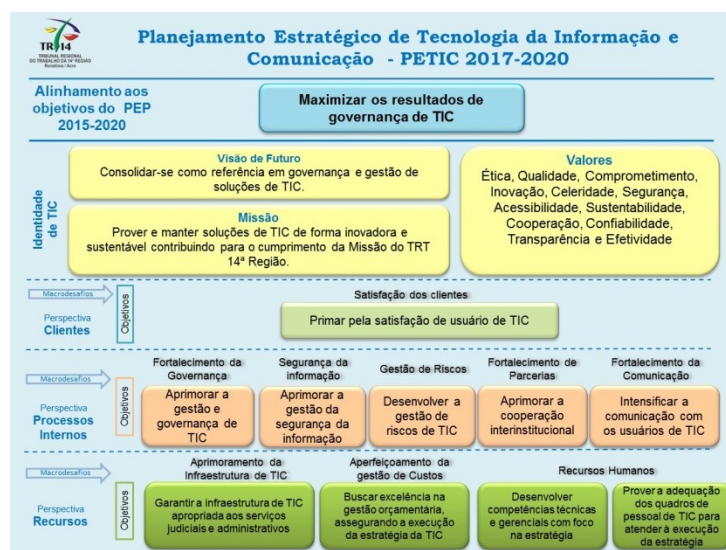 Planejamento Estratégico de Tecnologia da Informação e
Comunicação - PETIC 2017-2020
TRT14
TRIBUNAL REGIONAL
DO TRABALHO DA 14ª REGIÃO
Rondônia / Acre
Alinhamento aos
objetivos do PEP
2015-2020
Maximizar os resultados de
governança de TIC
Identidade
de TIC
Visão de Futuro
Consolidar-se como referência em governança e gestão de
soluções de TIC.
Missão
Prover e manter soluções de TIC de forma inovadora e
sustentável contribuindo para o cumprimento da Missão do TRT
14ª Região.
Valores
Ética, Qualidade, Comprometimento,
Inovação, Celeridade, Segurança,
Acessibilidade, Sustentabilidade,
Cooperação, Confiabilidade,
Transparência e Efetividade
Macrodesafios
Perspectiva
Clientes
Objetivos
Satisfação dos clientes
Primar pela satisfação de usuário de TIC
Macrodesafios
Perspectiva
Processos
Internos
Objetivos
Fortalecimento da
Governança
Aprimorar a
gestão e
governança de
TIC
Segurança da
informação
Aprimorar a
gestão da
segurança da
informação
Gestão de Riscos
Desenvolver a
gestão de
riscos de TIC
Fortalecimento de
Parcerias
Aprimorar a
cooperação
interinstitucional
Fortalecimento da
Comunicação
Intensificar a
comunicação com
os usuários de TIC
Macrodesafios
Perspectiva
Recursos
Objetivos
Aprimoramento da
Infraestrutura de TIC
Garantir a infraestrutura de TIC
apropriada aos serviços
judiciais e administrativos
Aperfeiçoamento da
gestão de Custos
Buscar excelência na
gestão orçamentária,
assegurando a execução
da estratégia da TIC
Recursos Humanos
Desenvolver
competências técnicas
e gerenciais com foco
na estratégia
Prover a adequação
dos quadros de
pessoal de TIC para
atender à execução
da estratégia